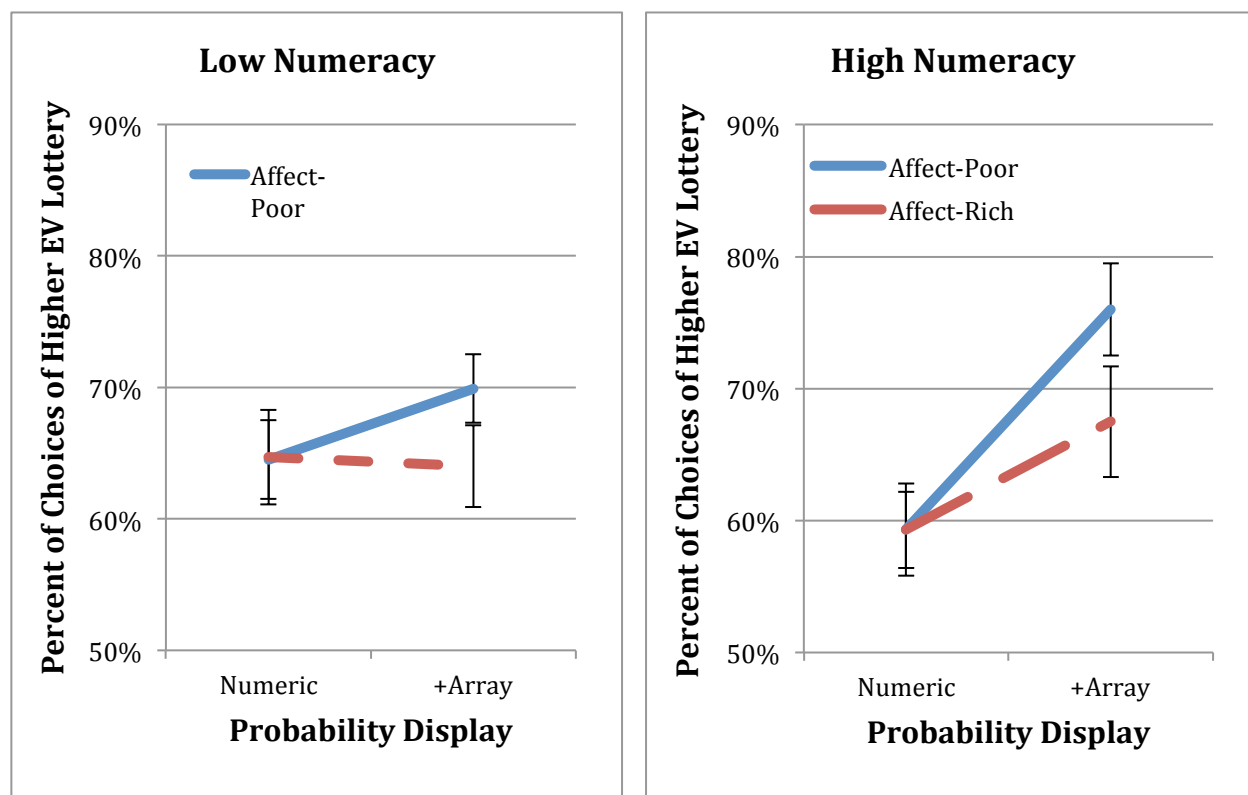 Low Numeracy
Percent of Choices of Higher EV Lottery
90%
80%
70%
60%
50%
Affect-
Poor
Numeric
+Array
Probability Display
High Numeracy
Percent of Choices of Higher EV Lottery
90%
80%
70%
60%
50%
Affect-Poor
Affect-Rich
Numeric
+Array
Probability Display